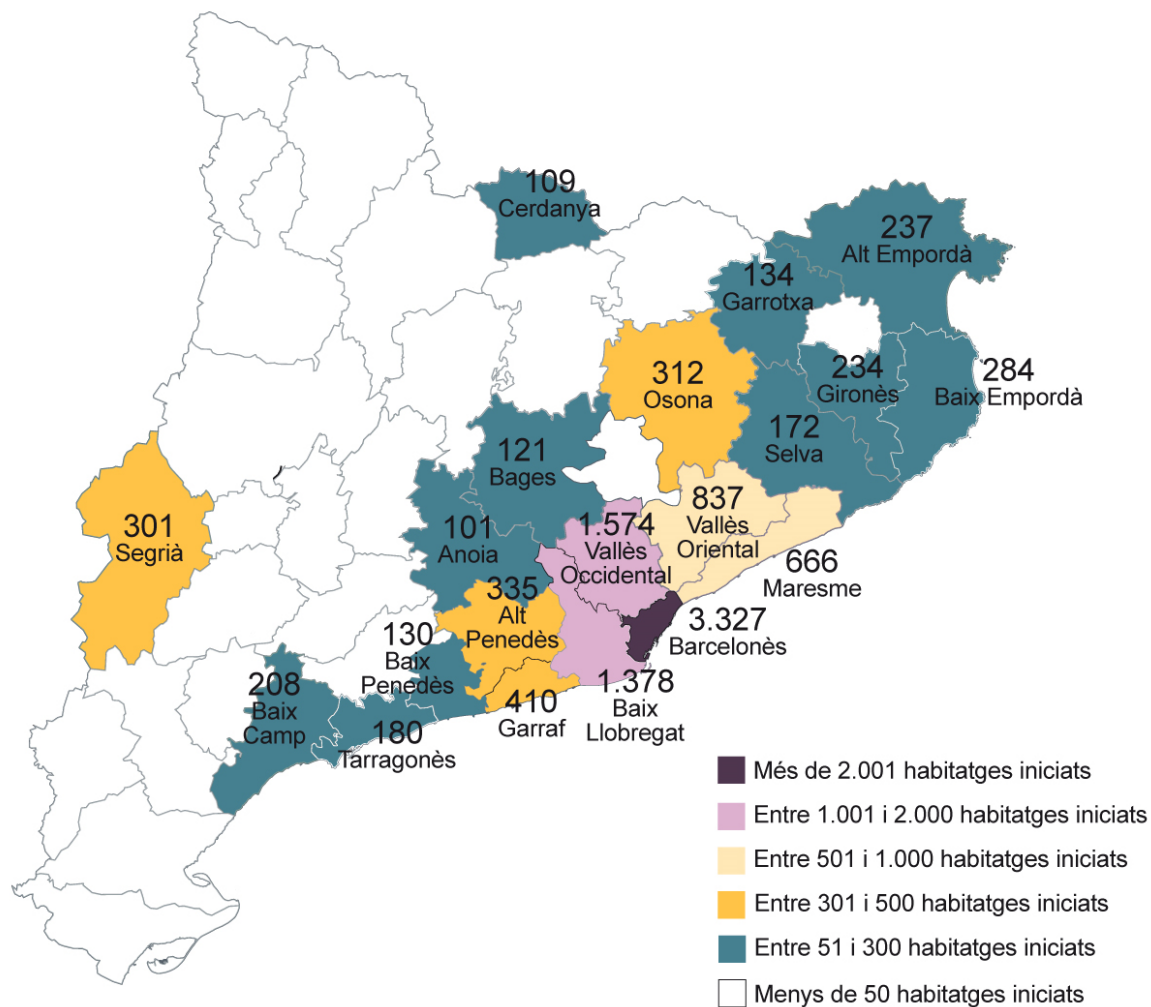 109
Cerdanya
237
Alt Empordà
134
Garrotxa
312
Osona
234
Gironès
284
Baix Empordà
172
Selva
121
Bages
837
Vallès
Oriental
1.574
Vallès
Occidental
101
Anoia
301
Segrià
666
Maresme
335
Alt
Penedès
3.327
Barcelonès
130
Baix
Penedès
1.378
Baix
Llobregat
208
Baix
Camp
410
Garraf
180
Tarragonès
Més de 2.001 habitatges iniciats
Entre 1.001 i 2.000 habitatges iniciats
Entre 501 i 1.000 habitatges iniciats
Entre 301 i 500 habitatges iniciats
Entre 51 i 300 habitatges iniciats
Menys de 50 habitatges iniciats